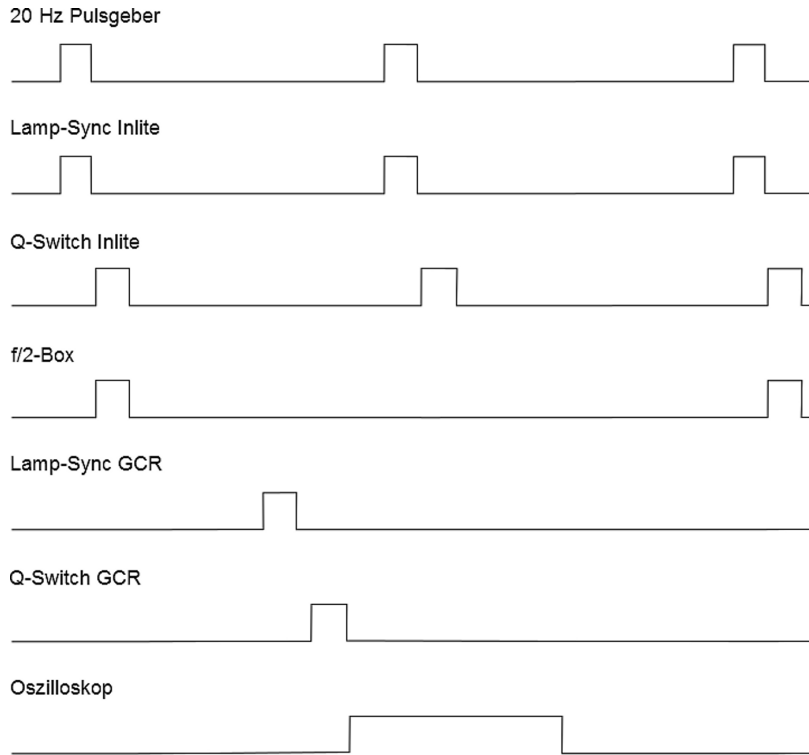 20 Hz Pulsgeber
Lamp-Sync Inlite
Q-Switch Inlite
f/2-Box
Lamp-Sync GCR
Q-Switch GCR
Oszilloskop